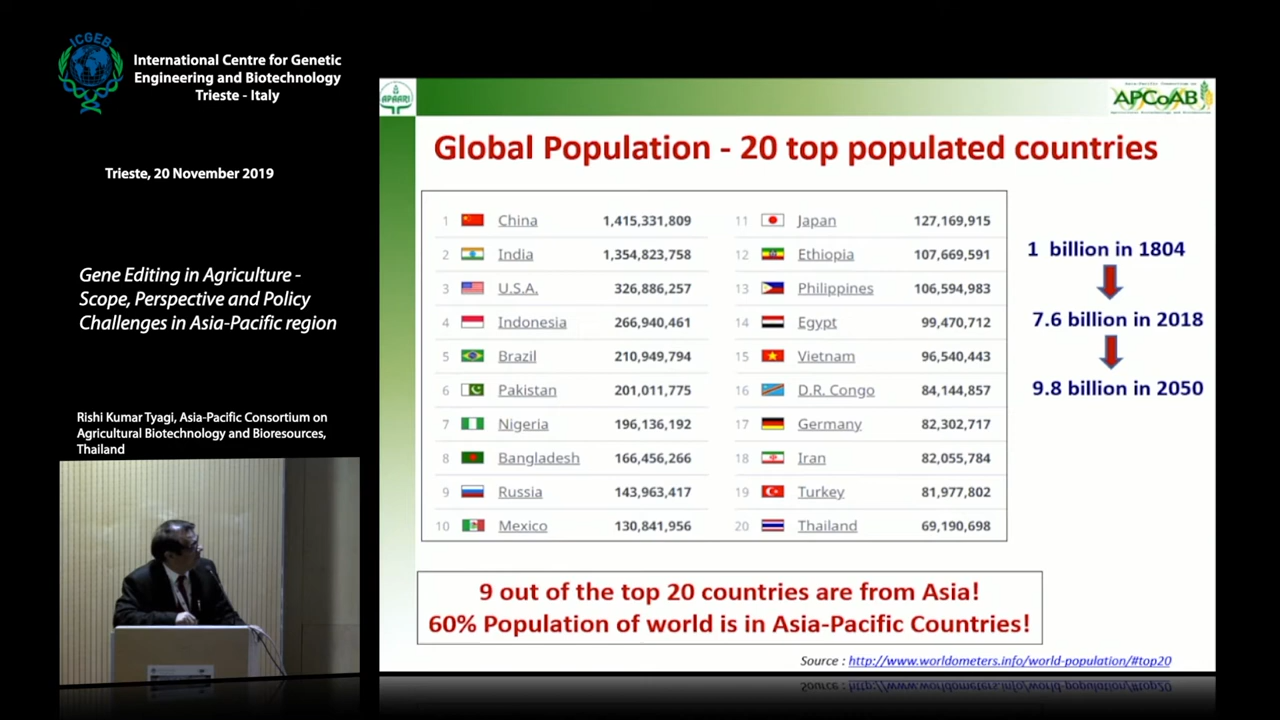 ICGEB
International Centre for Genetic
Engineering and Biotechnology
Trieste - Italy
Trieste, 20 November 2019
Gene Editing in Agriculture -
Scope, Perspective and Policy
Challenges in Asia-Pacific region
Rishi Kumar Tyagi, Asia-Pacific Consortium on
Agricultural Biotechnology and Bioresources,
Thailand
APAARI
Asia-Pacific Consortium on
APCoAB
Agricultural Biotechnology and Bioresources
Global Population - 20 top populated countries
1 China 1,415,331,809
2 India 1,354,823,758
3 U.S.A. 326,886,257
4 Indonesia 266,940,461
5 Brazil 210,949,794
6 Pakistan 201,011,775
7 Nigeria 196,136,192
8 Bangladesh 166,456,266
9 Russia 143,963,417
10 Mexico 130,841,956
11 Japan 127,169,915
12 Ethiopia 107,669,591
13 Philippines 106,594,983
14 Egypt 99,470,712
15 Vietnam 96,540,443
16 D.R. Congo 84,144,857
17 Germany 82,302,717
18 Iran 82,055,784
19 Turkey 81,977,802
20 Thailand 69,190,698
1 billion in 1804
7.6 billion in 2018
9.8 billion in 2050
9 out of the top 20 countries are from Asia!
60% Population of world is in Asia-Pacific Countries!
Source : http://www.worldometers.info/world-population/#top20